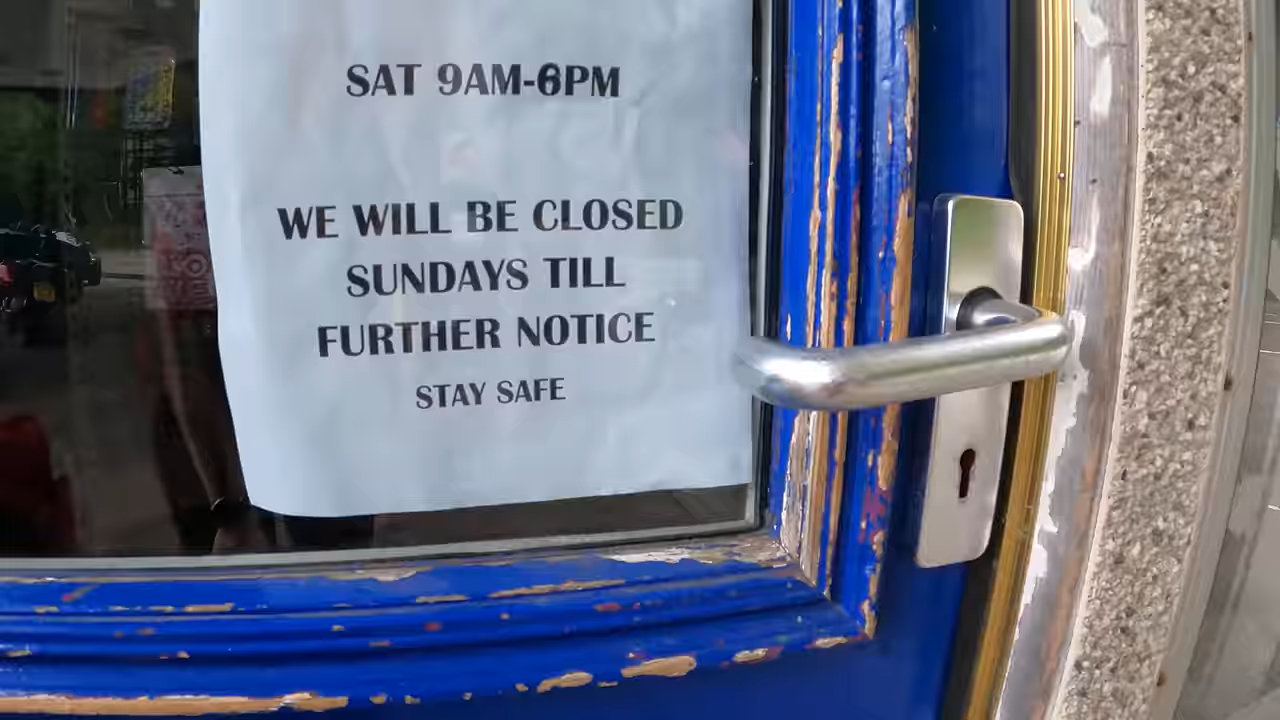 SAT 9AM-6PM
WE WILL BE CLOSED
SUNDAYS TILL
FURTHER NOTICE
STAY SAFE